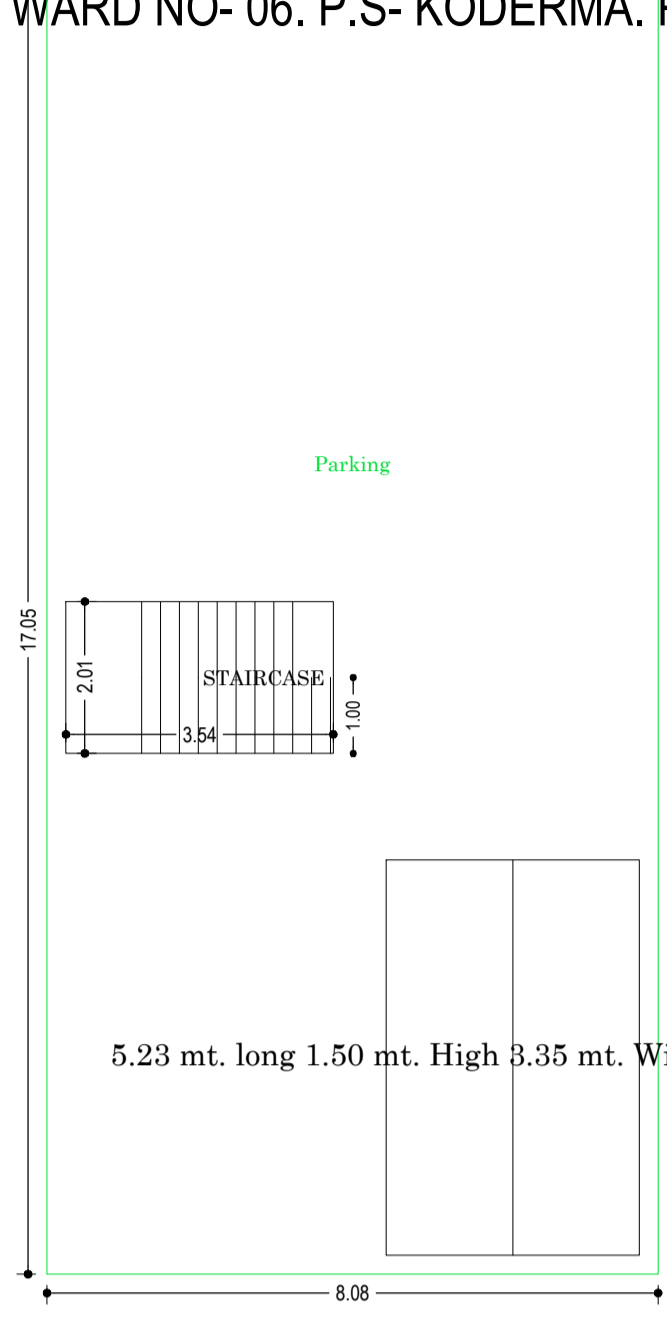 WARD NO- 06. P.S- KODERMA.
Parking
17.05
2.01
STAIRCASE
1.00
3.54
5.23 mt. long 1.50 mt. High 3.35 mt.
8.08